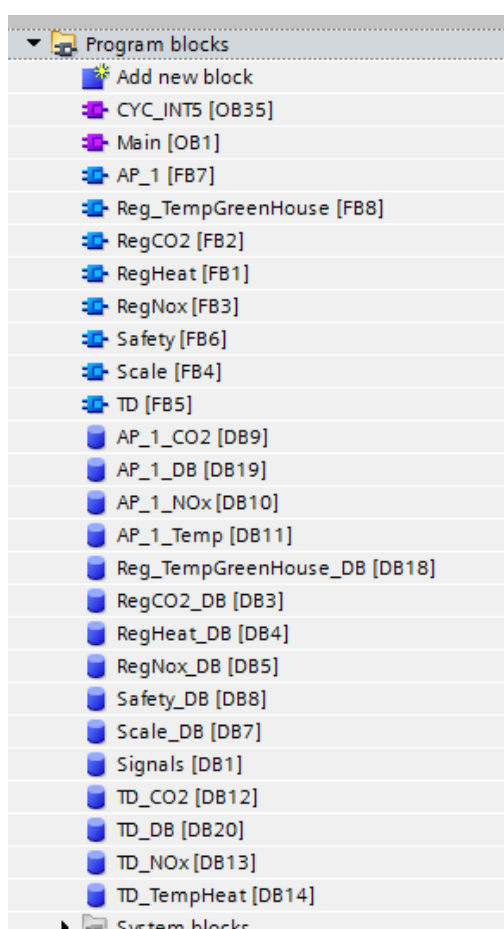 Program blocks
Add new block
CYC_INT5 [OB35]
Main [OB1]
AP_1 [FB7]
Reg_TempGreenHouse [FB8]
RegCO2 [FB2]
RegHeat [FB1]
RegNox [FB3]
Safety [FB6]
Scale [FB4]
TD [FB5]
AP_1_CO2 [DB9]
AP_1_DB [DB19]
AP_1_NOx [DB10]
AP_1_Temp [DB11]
Reg_TempGreenHouse_DB [DB18]
RegCO2_DB [DB3]
RegHeat_DB [DB4]
RegNox_DB [DB5]
Safety_DB [DB8]
Scale_DB [DB7]
Signals [DB1]
TD_CO2 [DB12]
TD_DB [DB20]
TD_NOx [DB13]
TD_TempHeat [DB14]
System blocks